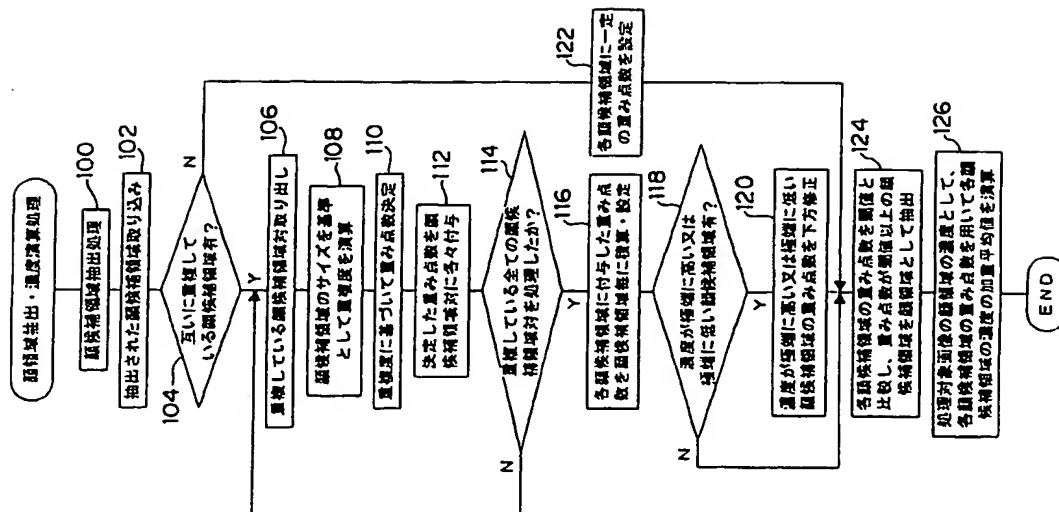 顔領域抽出・濃度演算処理
100
顔候補領域抽出処理
102
抽出された顔候補領域取り込み
104
互いに重複して
いる顔候補領域有?
N
Y
106
重複している顔候補領域対取り出し
108
顔候補領域のサイズを基準
として重複度を演算
110
重複度に基づいて重み点数決定
112
決定した重み点数を顔
候補領域対に各々付与
114
重複している全ての顔候
補領域対を処理したか?
N
Y
116
各顔候補領域に付与した重み点
数を顔候補領域毎に積算・設定
118
濃度が極端に高い又は
極端に低い顔候補領域有?
N
Y
120
濃度が極端に高い又は極端に低い
顔候補領域の重み点数を下方修正
122
各顔候補領域に一定
の重み点数を設定
124
各顔候補領域の重み点数を閾値と
比較し、重み点数が閾値以上の顔
候補領域を顔領域として抽出
126
処理対象画像の顔領域の濃度として、
各顔候補領域の重み点数を用いて各顔
候補領域の濃度の加重平均値を演算
END